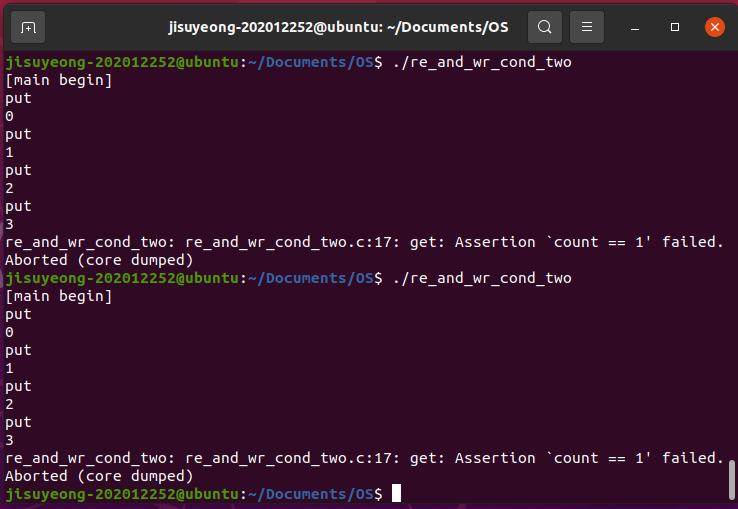 jisuyeong-202012252@ubuntu: ~/Documents/OS
jisuyeong-202012252@ubuntu:~/Documents/OS$ ./re_and_wr_cond_two
[main begin]
put
0
put
1
put
2
put
3
re_and_wr_cond_two: re_and_wr_cond_two.c:17: get: Assertion `count == 1' failed.
Aborted (core dumped)
jisuyeong-202012252@ubuntu:~/Documents/OS$ ./re_and_wr_cond_two
[main begin]
put
0
put
1
put
2
put
3
re_and_wr_cond_two: re_and_wr_cond_two.c:17: get: Assertion `count == 1' failed.
Aborted (core dumped)
jisuyeong-202012252@ubuntu:~/Documents/OS$